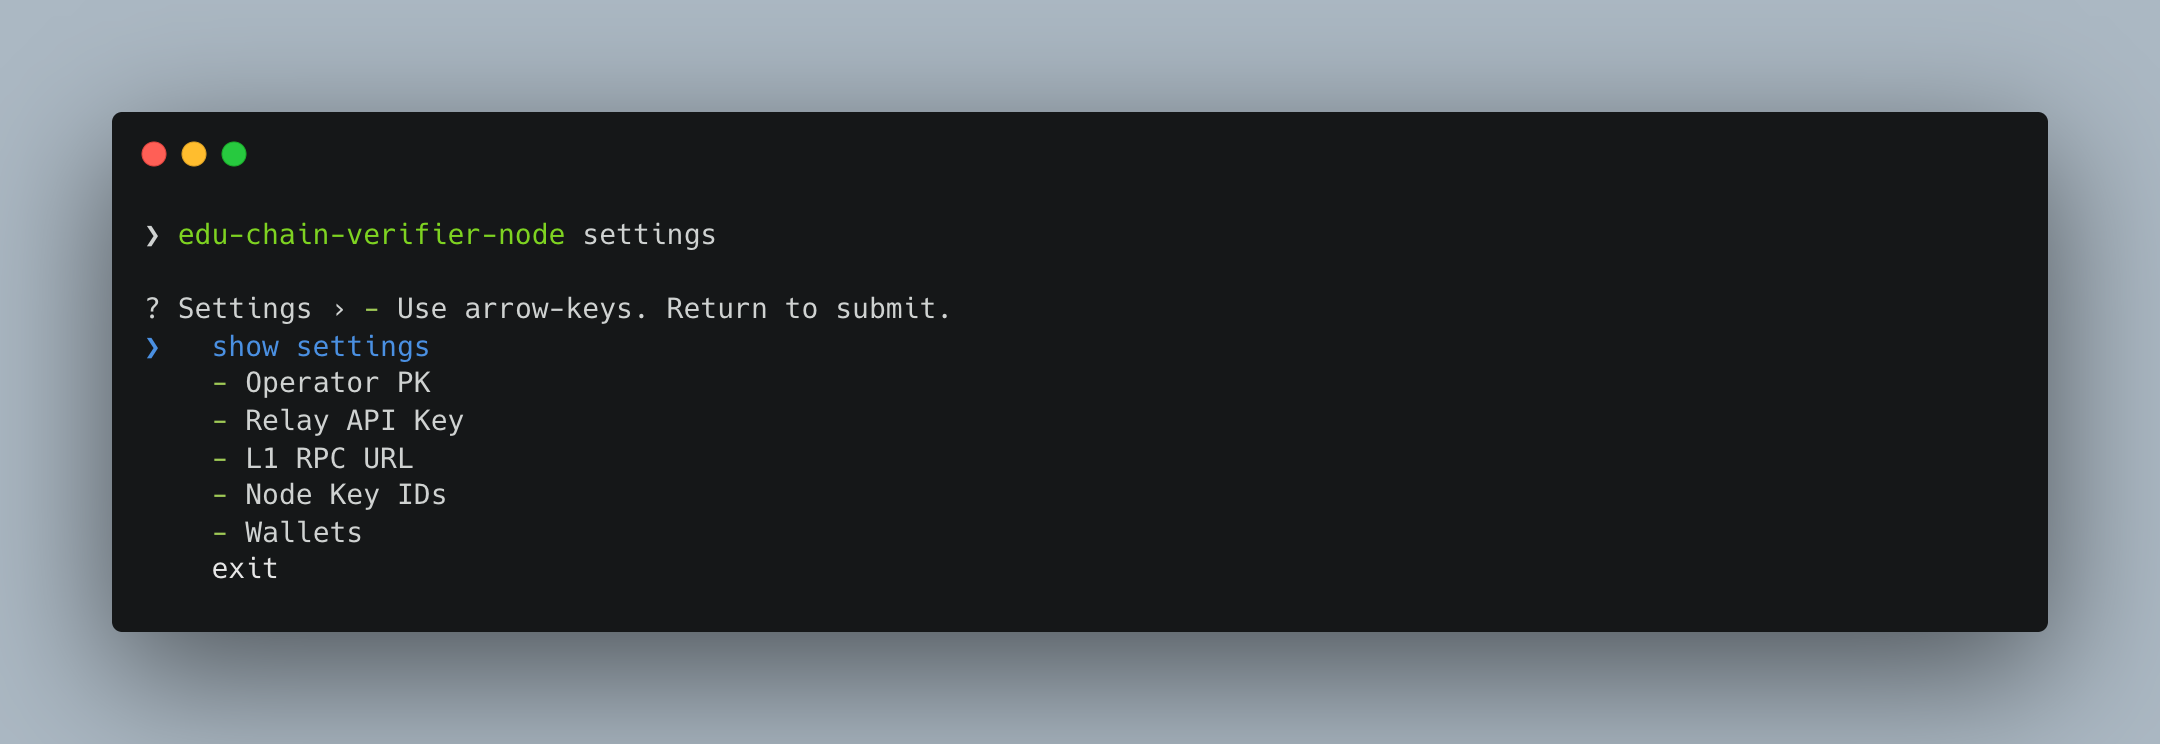 ❯ edu-chain-verifier-node settings
? Settings › - Use arrow-keys. Return to submit.
❯ show settings
- Operator PK
- Relay API Key
- L1 RPC URL
- Node Key IDs
- Wallets
exit